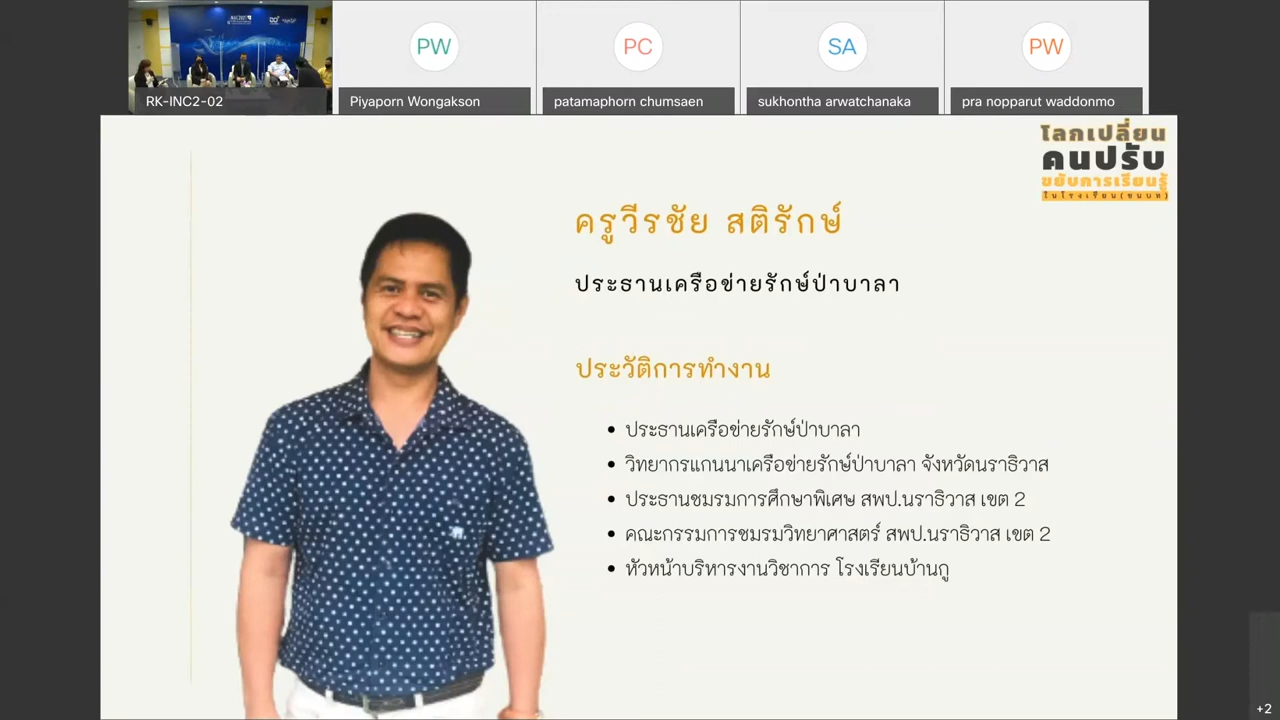 PW
PC
SA
PW
RK-INC2-02
Piyaporn Wongakson
patamaphorn chumsaen
sukhontha arwatchanaka
pra nopparut waddonmo
โลกเปลี่ยน
คนปรับ
ขยับการเรียนรู้
ในโรงเรียน(ชนบท)
ครูวีรชัย สติรักษ์
ประธานเครือข่ายรักษ์ป่าบาลา
ประวัติการทำงาน
• ประธานเครือข่ายรักษ์ป่าบาลา
• วิทยากรแกนนาเครือข่ายรักษ์ป่าบาลา จังหวัดนราธิวาส
• ประธานชมรมการศึกษาพิเศษ สพป.นราธิวาส เขต 2
• คณะกรรมการชมรมวิทยาศาสตร์ สพป.นราธิวาส เขต 2
• หัวหน้าบริหารงานวิชาการ โรงเรียนบ้านกู
+2